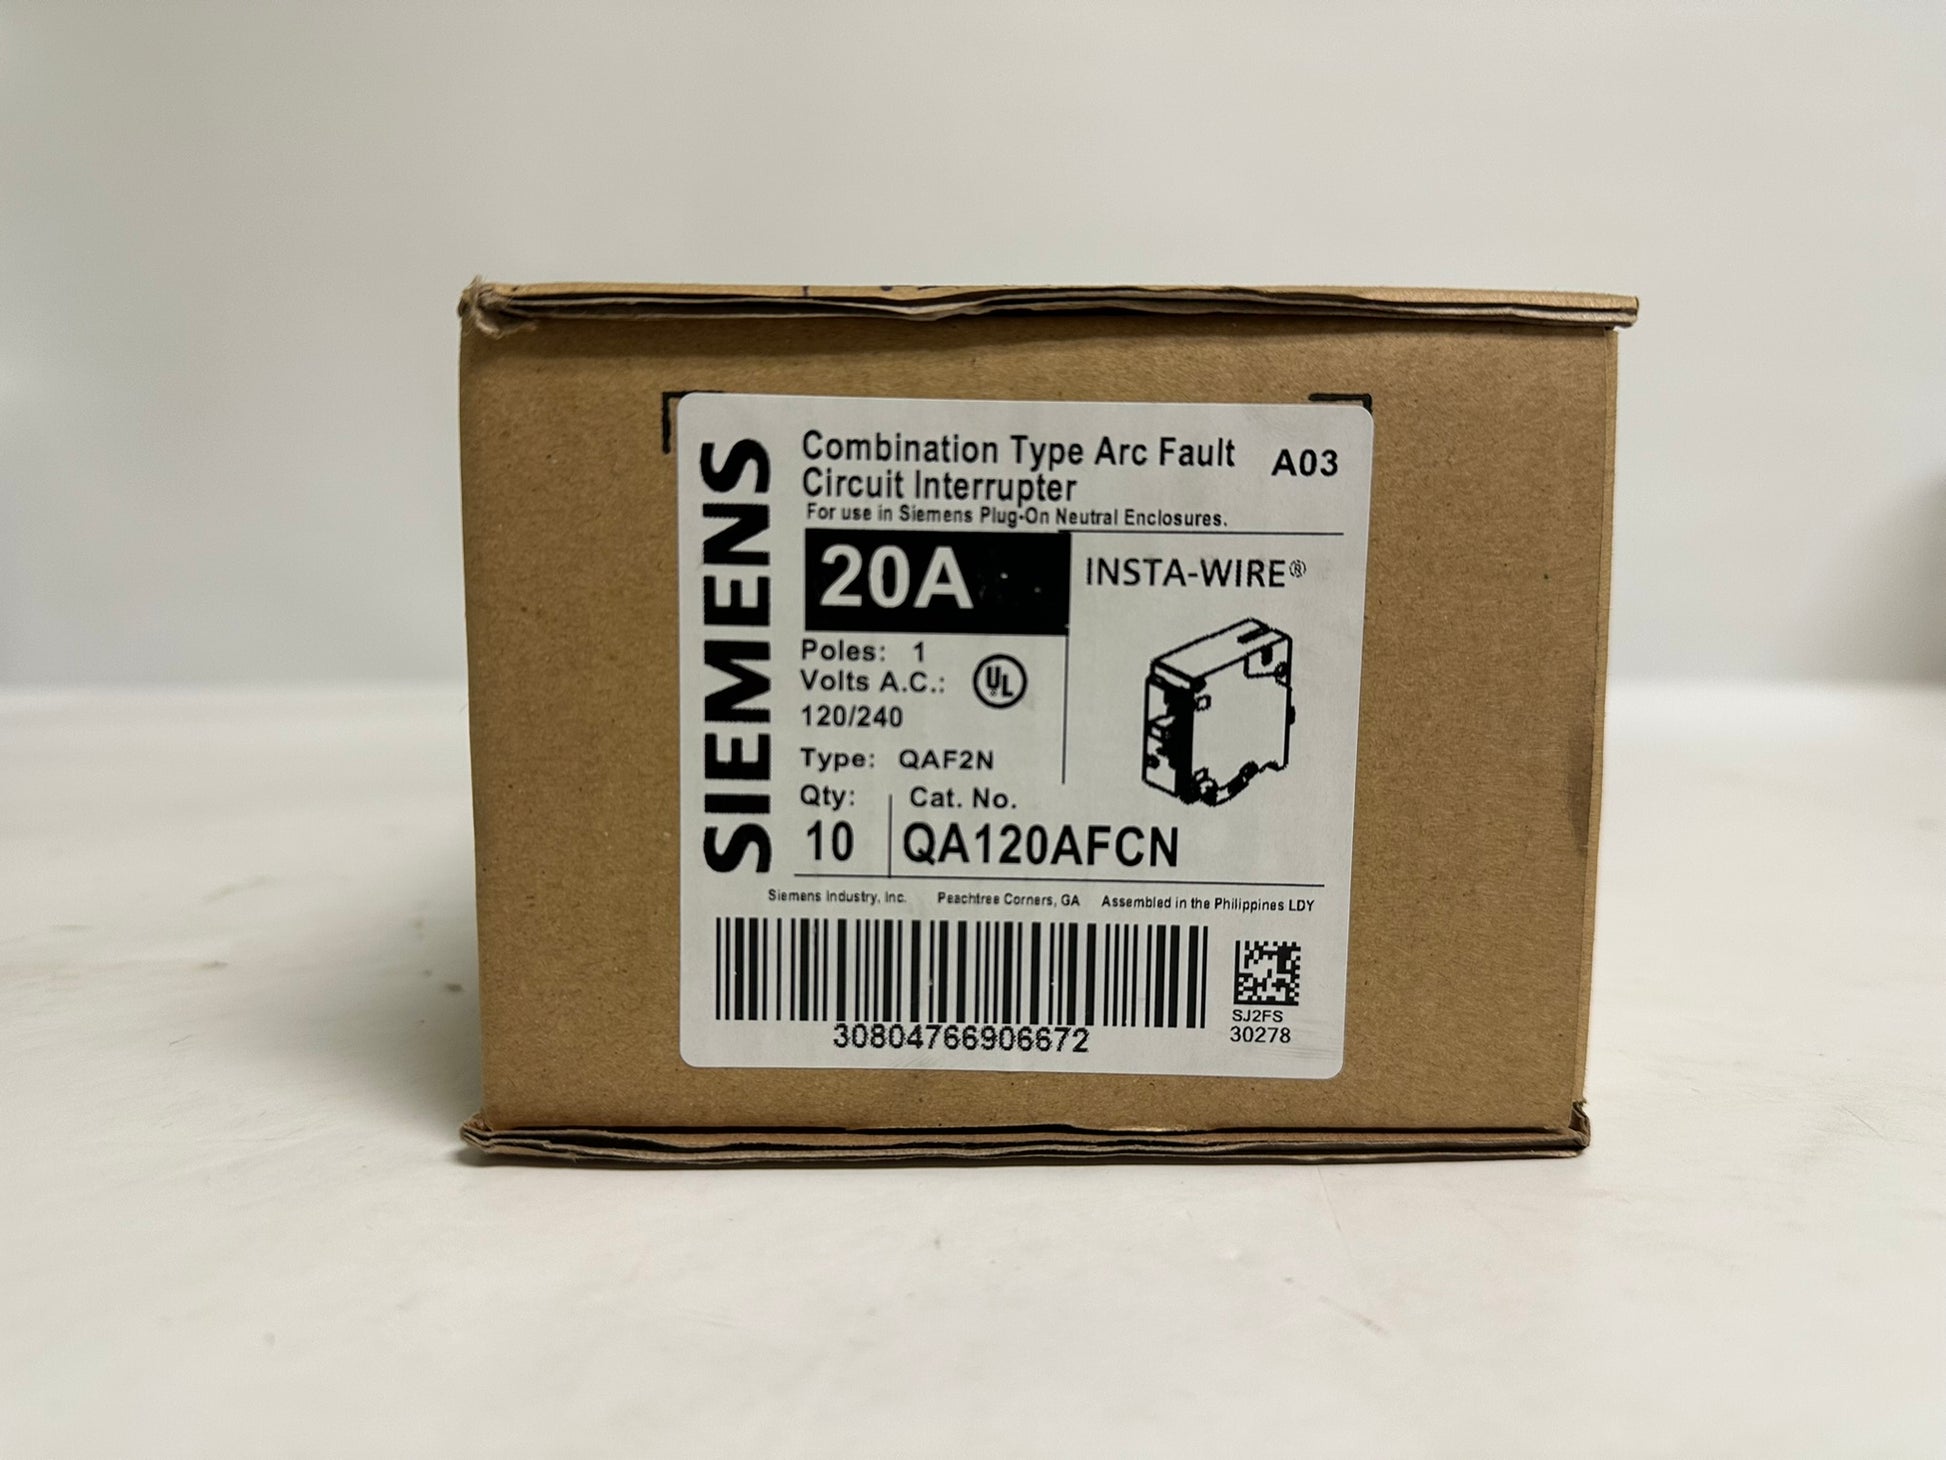 SIEMENS
Combination Type Arc Fault A03
Circuit Interrupter
For use in Siemens Plug-On Neutral Enclosures.
20A
INSTA-WIRE®
Poles: 1
Volts A.C.:
120/240
UL
Type: QAF2N
Qty: Cat. No.
10 QA120AFCN
Siemens Industry, Inc. Peachtree Corners, GA Assembled in the Philippines LDY
30804766906672
SJ2FS
30278